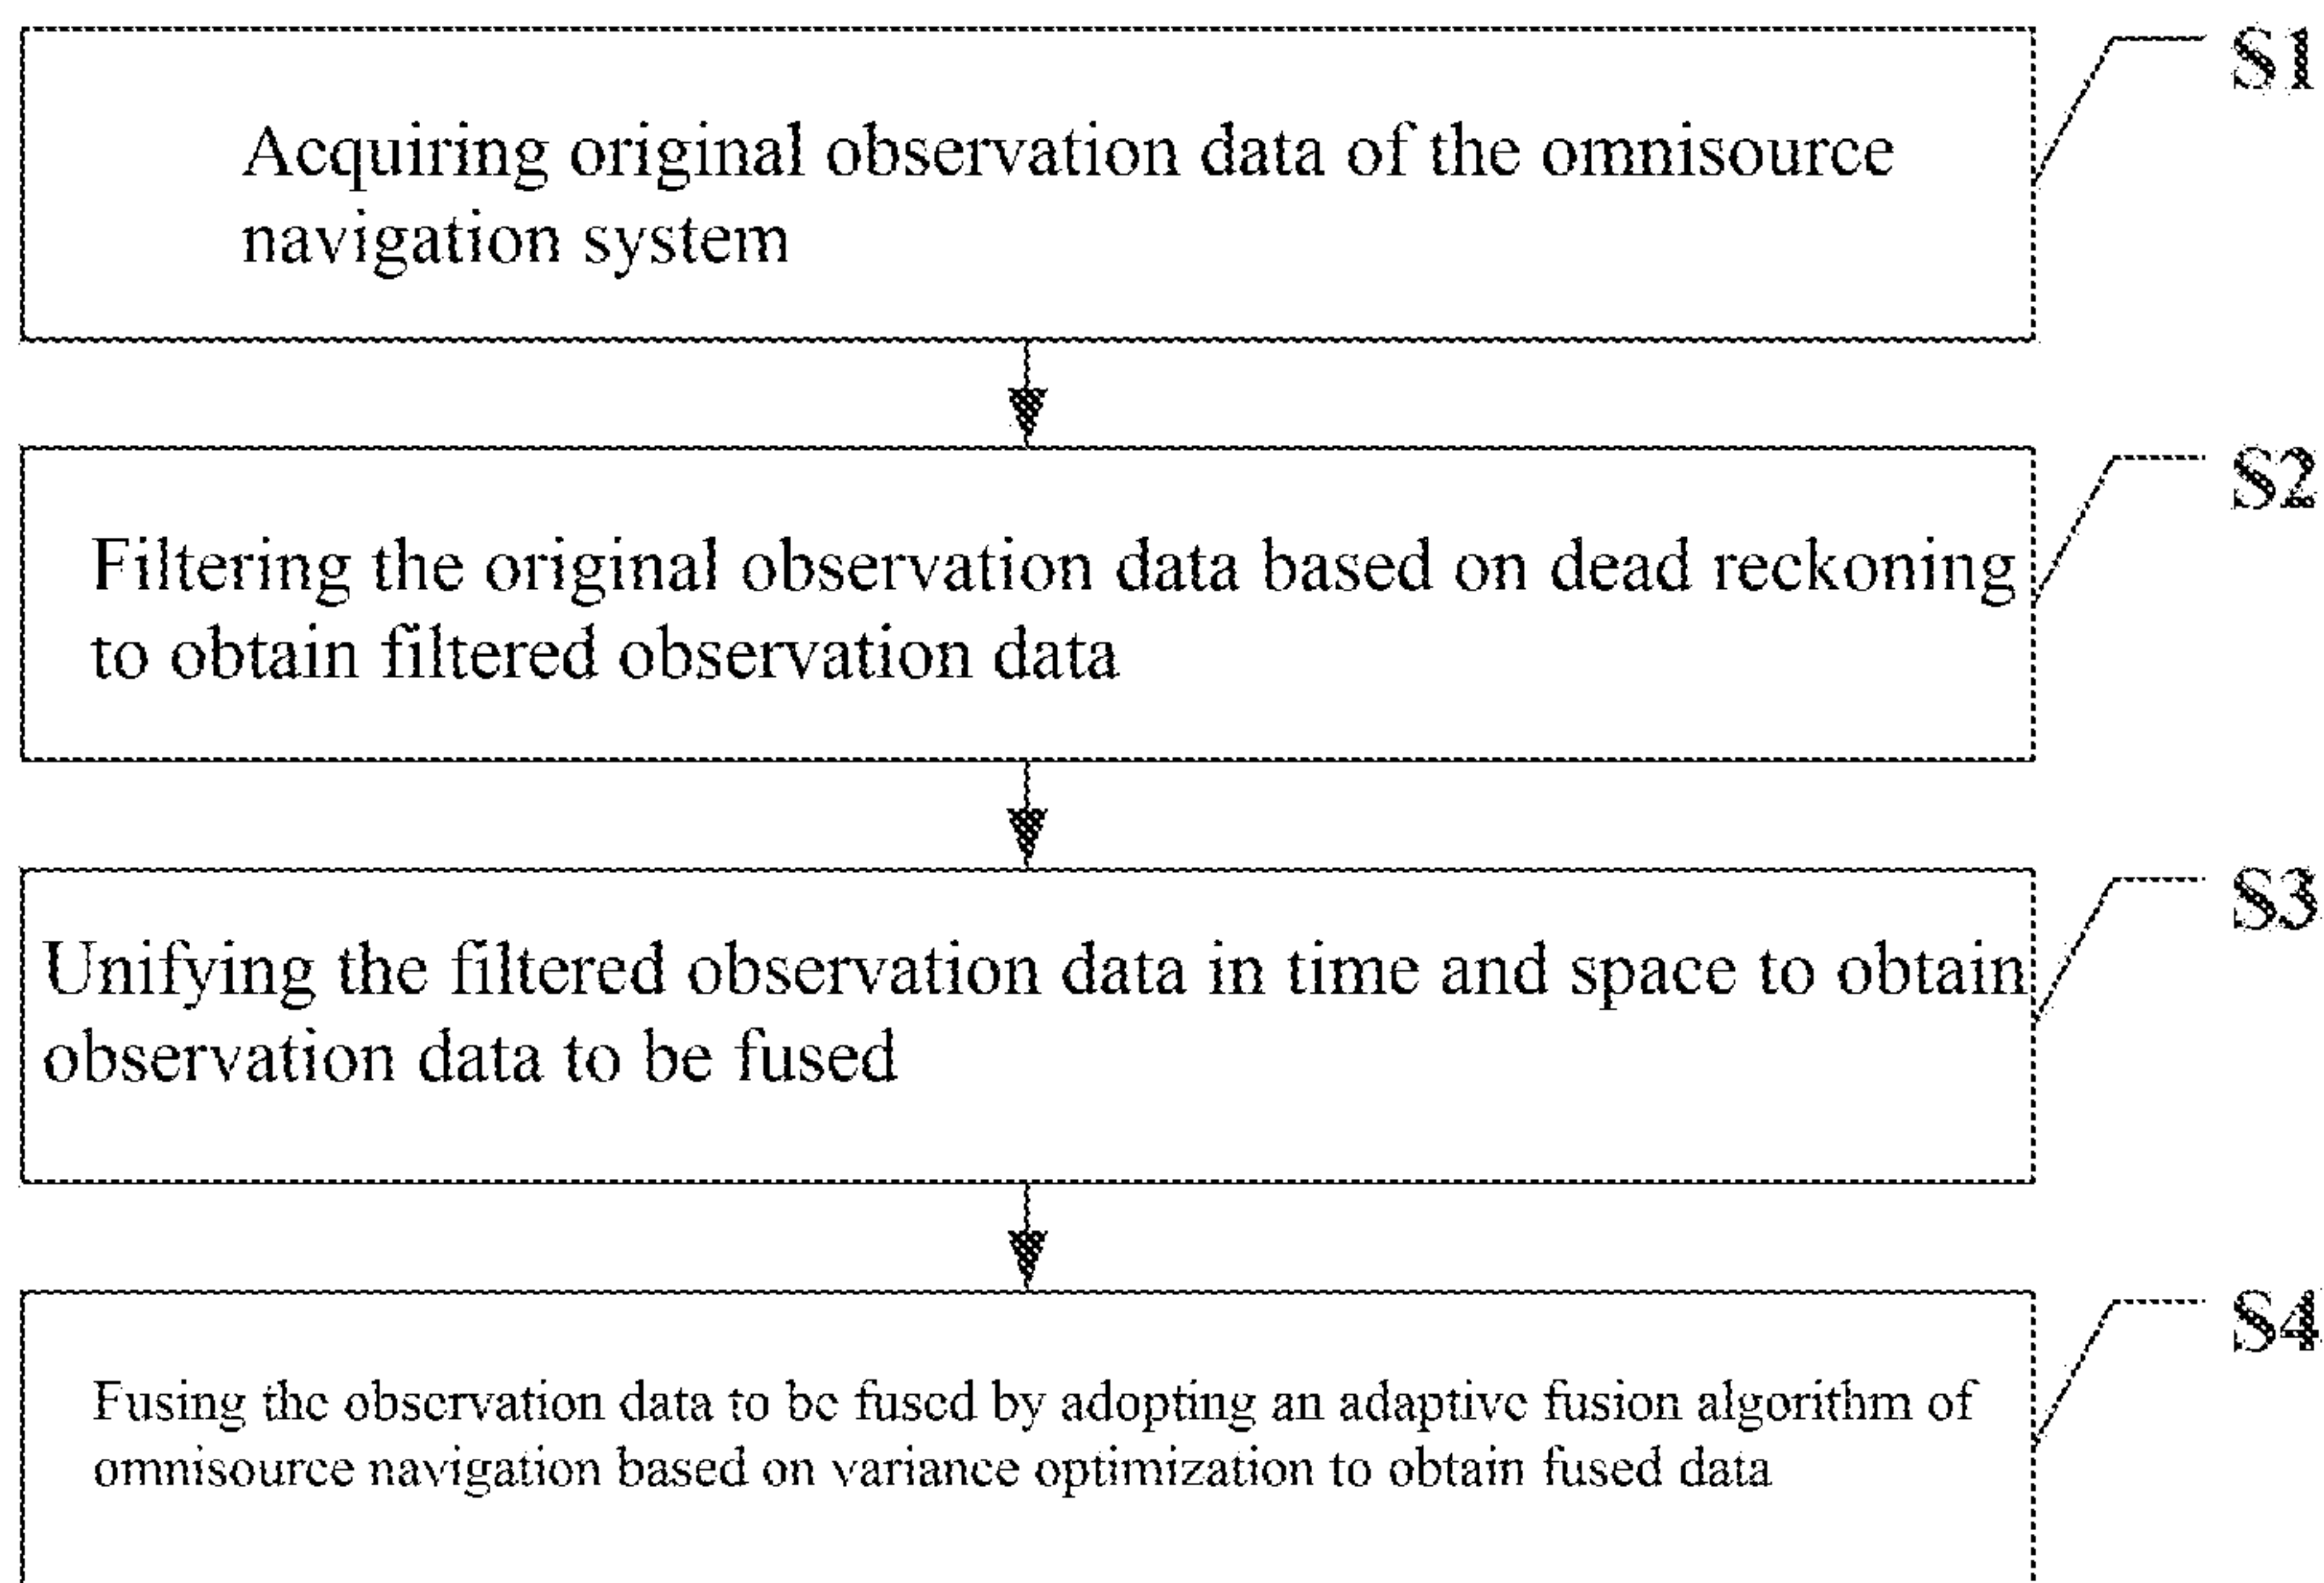 S1
Acquiring original observation data of the omnisource
navigation system
S2
Filtering the original observation data based on dead reckoning
to obtain filtered observation data
S3
Unifying the filtered observation data in time and space to obtain
observation data to be fused
S4
Fusing the observation data to be fused by adopting an adaptive fusion algorithm of
omnisource navigation based on variance optimization to obtain fused data